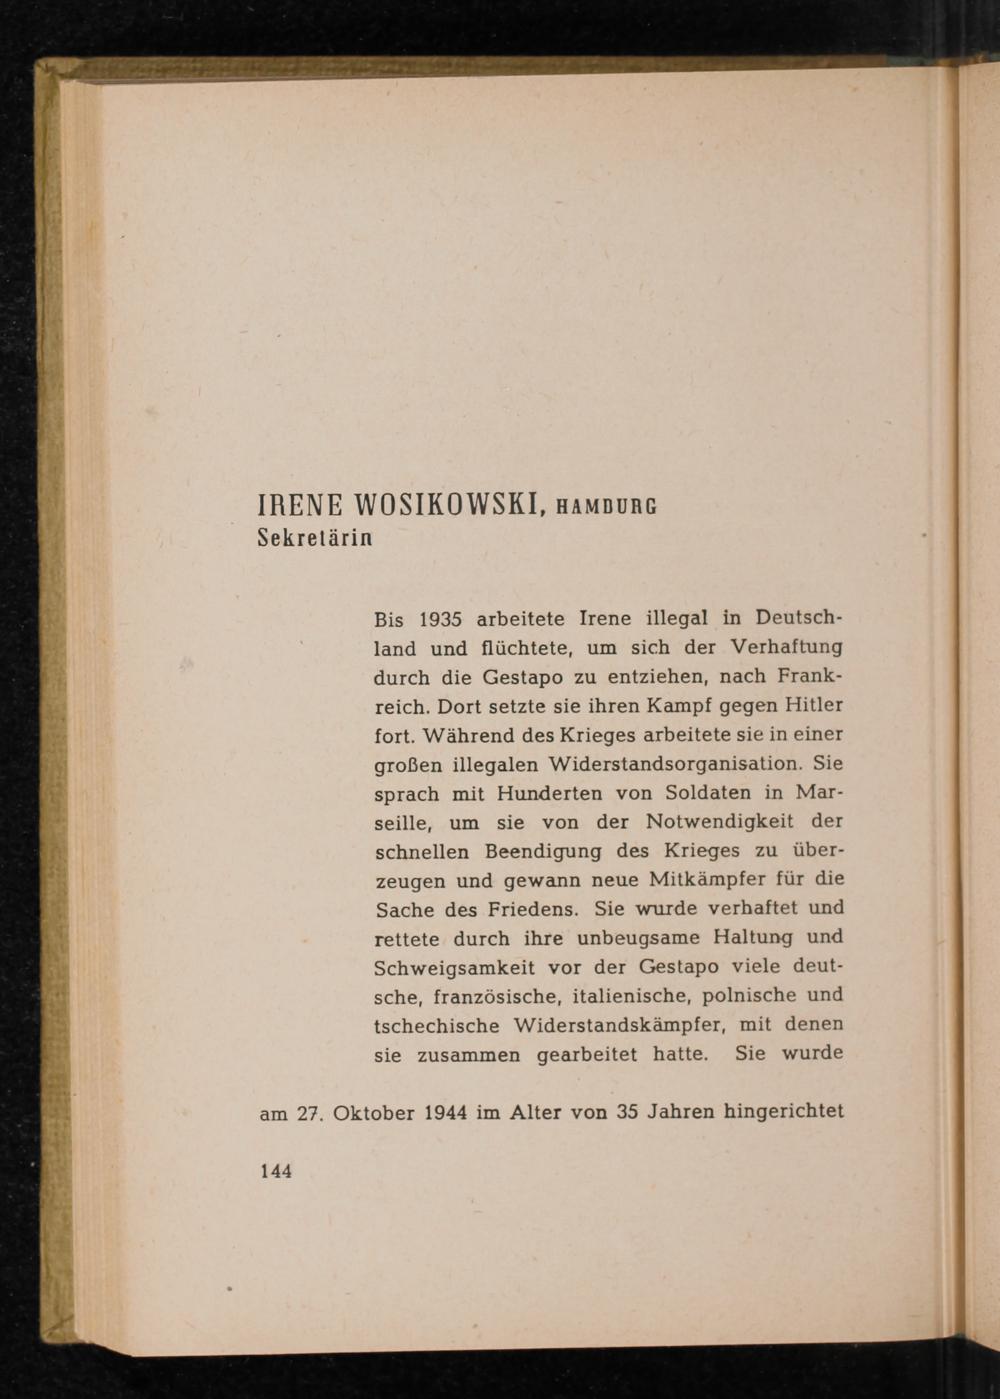 IRENE WOSIKOWSKI, HAMBURG
Sekretärin
Bis 1935 arbeitete Irene illegal in Deutsch-
land und flüchtete, um sich der Verhaftung
durch die Gestapo zu entziehen, nach Frank-
reich. Dort setzte sie ihren Kampf gegen Hitler
fort. Während des Krieges arbeitete sie in einer
großen illegalen Widerstandsorganisation. Sie
sprach mit Hunderten von Soldaten in Mar-
seille, um sie von der Notwendigkeit der
schnellen Beendigung des Krieges zu über-
zeugen und gewann neue Mitkämpfer für die
Sache des Friedens. Sie wurde verhaftet und
rettete durch ihre unbeugsame Haltung und
Schweigsamkeit vor der Gestapo viele deut-
sche, französische, italienische, polnische und
tschechische Widerstandskämpfer, mit denen
sie zusammen gearbeitet hatte. Sie wurde
am 27. Oktober 1944 im Alter von 35 Jahren hingerichtet
144